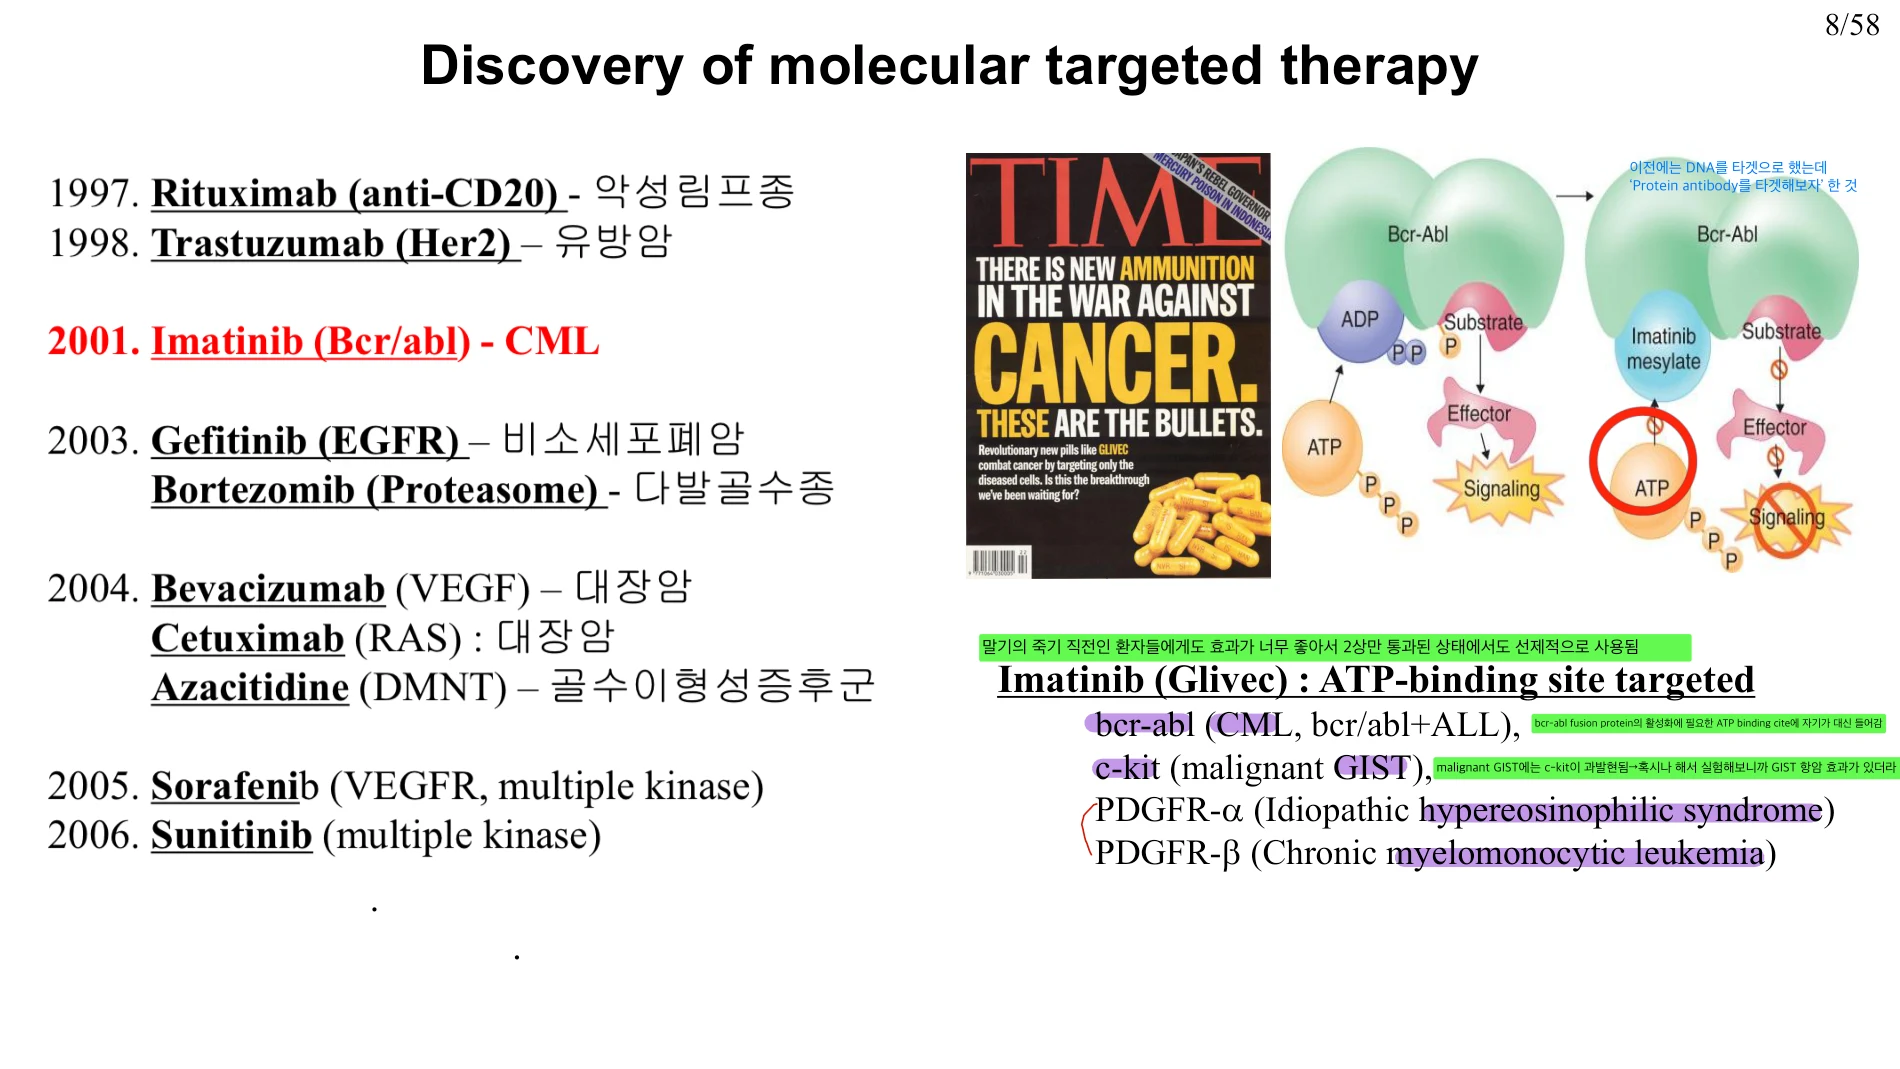 8/58
Discovery of molecular targeted therapy
1997. Rituximab (anti-CD20) - 악성림프종
1998. Trastuzumab (Her2) – 유방암
2001. Imatinib (Bcr/abl) - CML
2003. Gefitinib (EGFR) – 비소세포폐암
Bortezomib (Proteasome) - 다발골수종
2004. Bevacizumab (VEGF) – 대장암
Cetuximab (RAS) : 대장암
Azacitidine (DMNT) – 골수이형성증후군
2005. Sorafenib (VEGFR, multiple kinase)
2006. Sunitinib (multiple kinase)
.
.
TIME
JAPAN'S REBEL GOVERNOR
MERCURY POISON IN INDONESIA
THERE IS NEW AMMUNITION
IN THE WAR AGAINST
CANCER.
THESE ARE THE BULLETS.
Revolutionary new pills like GLIVEC
combat cancer by targeting only the
diseased cells. Is this the breakthrough
we've been waiting for?
이전에는 DNA를 타겟으로 했는데
'Protein antibody를 타겟해보자' 한 것
Bcr-Abl
ADP
P P
Substrate
P
Effector
ATP
P
P
P
Signaling
Bcr-Abl
Imatinib
mesylate
Substrate
Effector
ATP
P
P
P
Signaling
말기의 죽기 직전인 환자들에게도 효과가 너무 좋아서 2상만 통과된 상태에서도 선제적으로 사용됨
Imatinib (Glivec) : ATP-binding site targeted
bcr-abl (CML, bcr/abl+ALL),
bcr-abl fusion protein의 활성화에 필요한 ATP binding cite에 자기가 대신 들어감
c-kit (malignant GIST),
malignant GIST에는 c-kit이 과발현됨→혹시나 해서 실험해보니까 GIST 항암 효과가 있더라
PDGFR-α (Idiopathic hypereosinophilic syndrome)
PDGFR-β (Chronic myelomonocytic leukemia)